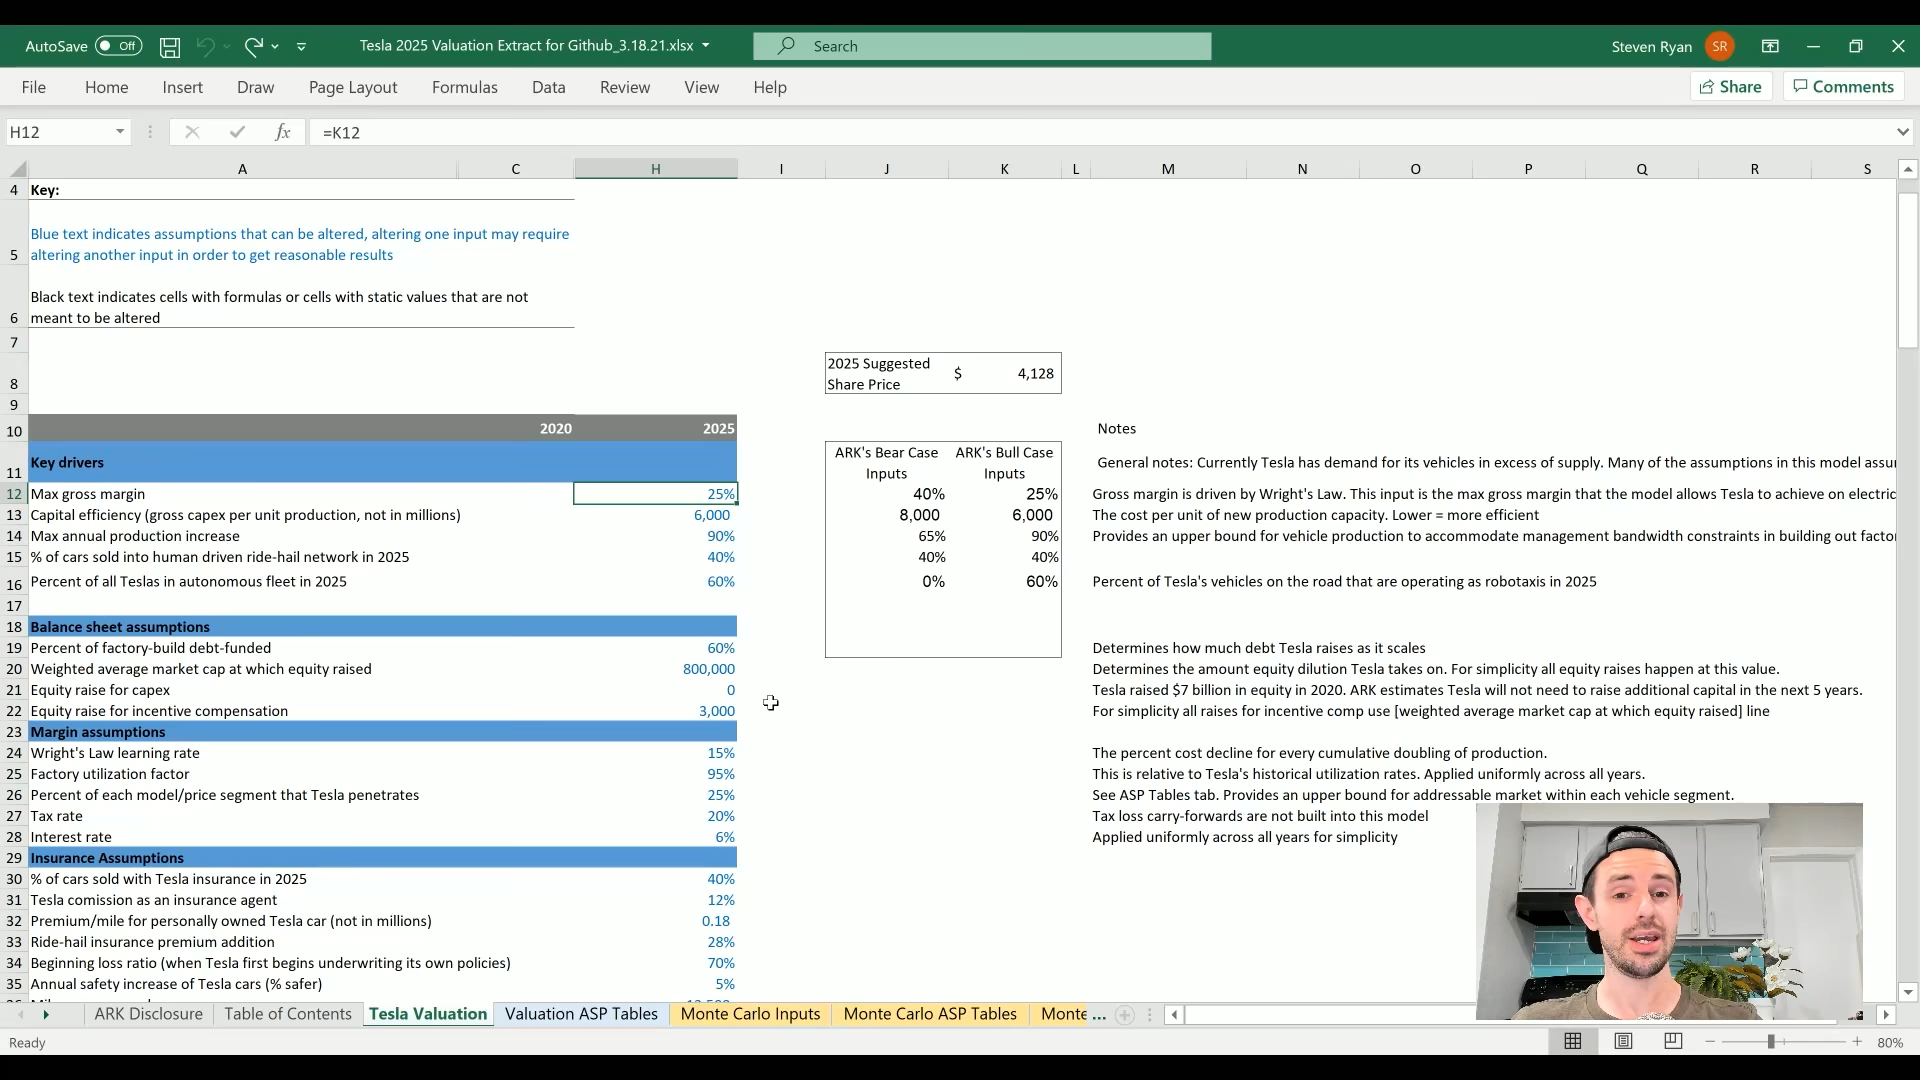 AutoSave Off Tesla 2025 Valuation Extract for Github_3.18.21.xlsx Search Steven Ryan SR
File Home Insert Draw Page Layout Formulas Data Review View Help Share Comments
H12 fx =K12
A C H I J K L M N O P Q R S
4 Key:
Blue text indicates assumptions that can be altered, altering one input may require
5 altering another input in order to get reasonable results
Black text indicates cells with formulas or cells with static values that are not
6 meant to be altered
7
2025 Suggested
8 Share Price $ 4,128
9
10 2020 2025 Notes
11 Key drivers ARK's Bear Case Inputs ARK's Bull Case Inputs General notes: Currently Tesla has demand for its vehicles in excess of supply. Many of the assumptions in this model assu
12 Max gross margin 25% 40% 25% Gross margin is driven by Wright's Law. This input is the max gross margin that the model allows Tesla to achieve on electric
13 Capital efficiency (gross capex per unit production, not in millions) 6,000 8,000 6,000 The cost per unit of new production capacity. Lower = more efficient
14 Max annual production increase 90% 65% 90% Provides an upper bound for vehicle production to accommodate management bandwidth constraints in building out facto
15 % of cars sold into human driven ride-hail network in 2025 40% 40% 40%
16 Percent of all Teslas in autonomous fleet in 2025 60% 0% 60% Percent of Tesla's vehicles on the road that are operating as robotaxis in 2025
17
18 Balance sheet assumptions
19 Percent of factory-build debt-funded 60% Determines how much debt Tesla raises as it scales
20 Weighted average market cap at which equity raised 800,000 Determines the amount equity dilution Tesla takes on. For simplicity all equity raises happen at this value.
21 Equity raise for capex 0 Tesla raised $7 billion in equity in 2020. ARK estimates Tesla will not need to raise additional capital in the next 5 years.
22 Equity raise for incentive compensation 3,000 For simplicity all raises for incentive comp use [weighted average market cap at which equity raised] line
23 Margin assumptions
24 Wright's Law learning rate 15% The percent cost decline for every cumulative doubling of production.
25 Factory utilization factor 95% This is relative to Tesla's historical utilization rates. Applied uniformly across all years.
26 Percent of each model/price segment that Tesla penetrates 25% See ASP Tables tab. Provides an upper bound for addressable market within each vehicle segment.
27 Tax rate 20% Tax loss carry-forwards are not built into this model
28 Interest rate 6% Applied uniformly across all years for simplicity
29 Insurance Assumptions
30 % of cars sold with Tesla insurance in 2025 40%
31 Tesla comission as an insurance agent 12%
32 Premium/mile for personally owned Tesla car (not in millions) 0.18
33 Ride-hail insurance premium addition 28%
34 Beginning loss ratio (when Tesla first begins underwriting its own policies) 70%
35 Annual safety increase of Tesla cars (% safer) 5%
ARK Disclosure Table of Contents Tesla Valuation Valuation ASP Tables Monte Carlo Inputs Monte Carlo ASP Tables Monte ...
Ready 80%